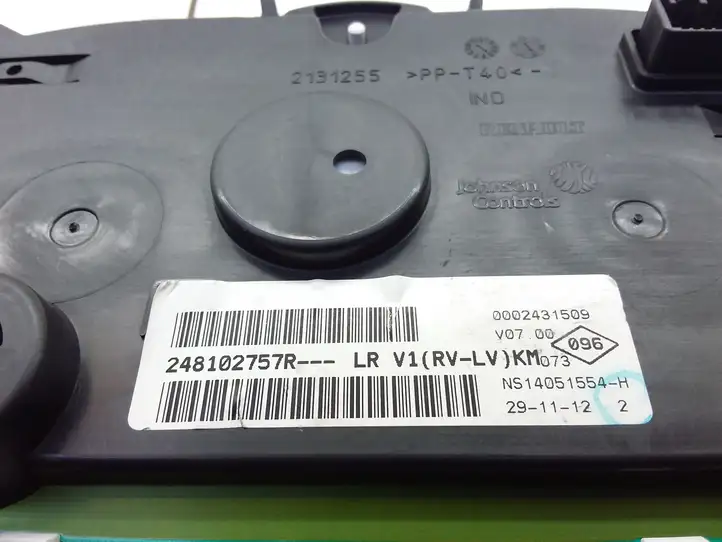 2131255 >PP-T40<-
IND
RENAULT
Johnson
Controls
0002431509
V07.00
096
248102757R--- LR V1(RV-LV)KM
073
NS14051554-H
29-11-12 2